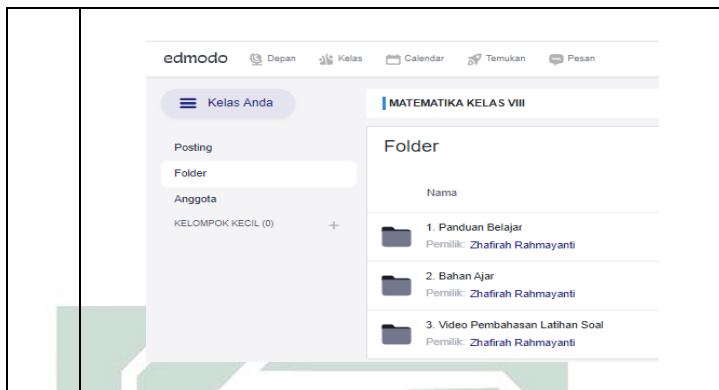 edmodo Depan Kelas Calendar Temukan Pesan
Kelas Anda
MATEMATIKA KELAS VIII
Posting
Folder
Anggota
KELOMPOK KECIL (0) +
Folder
Nama
1. Panduan Belajar
Pemilik: Zhafirah Rahmayanti
2. Bahan Ajar
Pemilik: Zhafirah Rahmayanti
3. Video Pembahasan Latihan Soal
Pemilik: Zhafirah Rahmayanti